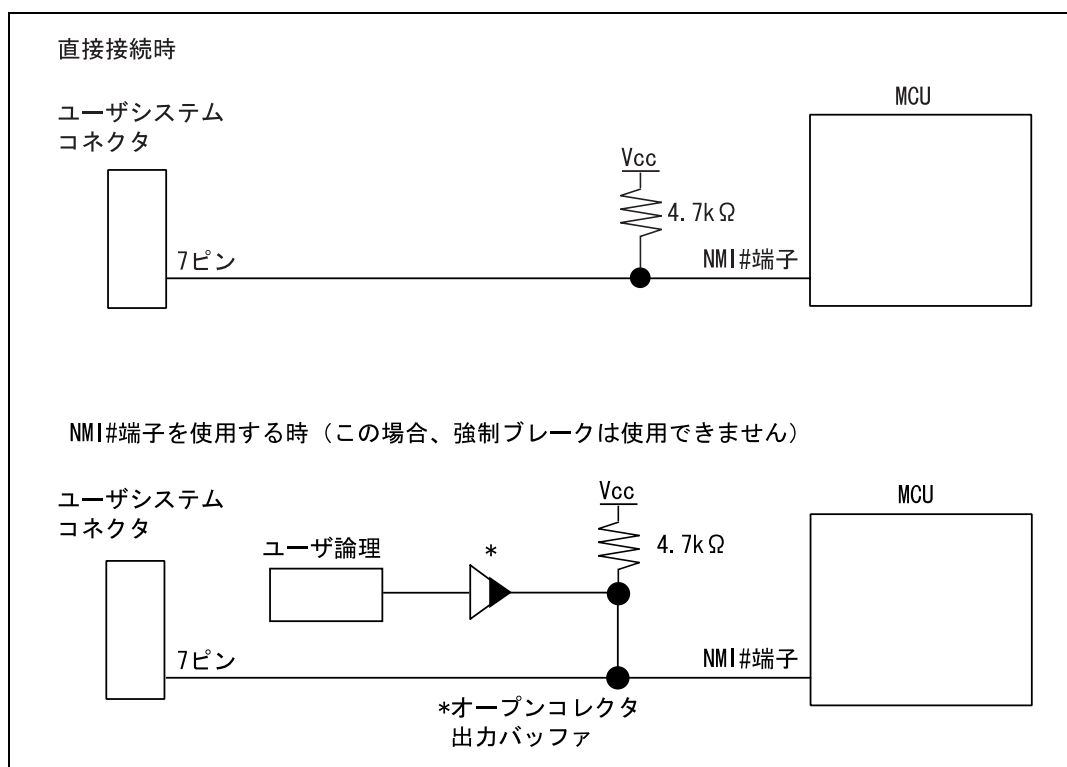 直接接続時
ユーザシステム
コネクタ
MCU
Vcc
4.7kΩ
7ピン
NMI#端子
NMI#端子を使用する時（この場合、強制ブレークは使用できません）
ユーザシステム
コネクタ
ユーザ論理
*
Vcc
4.7kΩ
MCU
7ピン
NMI#端子
*オープンコレクタ
出力バッファ